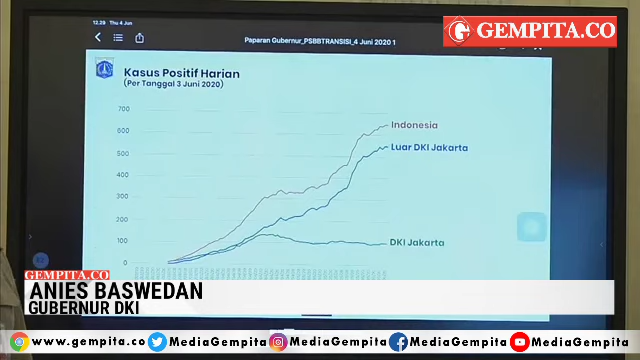 12.29 Thu 4 Jun
Paparan Gubernur_PSBBTRANSISI_4 Juni 2020 1
GEMPITA.CO
Kasus Positif Harian
(Per Tanggal 3 Juni 2020)
700
600
500
400
300
200
100
0
Indonesia
Luar DKI Jakarta
DKI Jakarta
GEMPITA.CO
ANIES BASWEDAN
GUBERNUR DKI
www.gempita.co MediaGempita MediaGempita MediaGempita MediaGempita